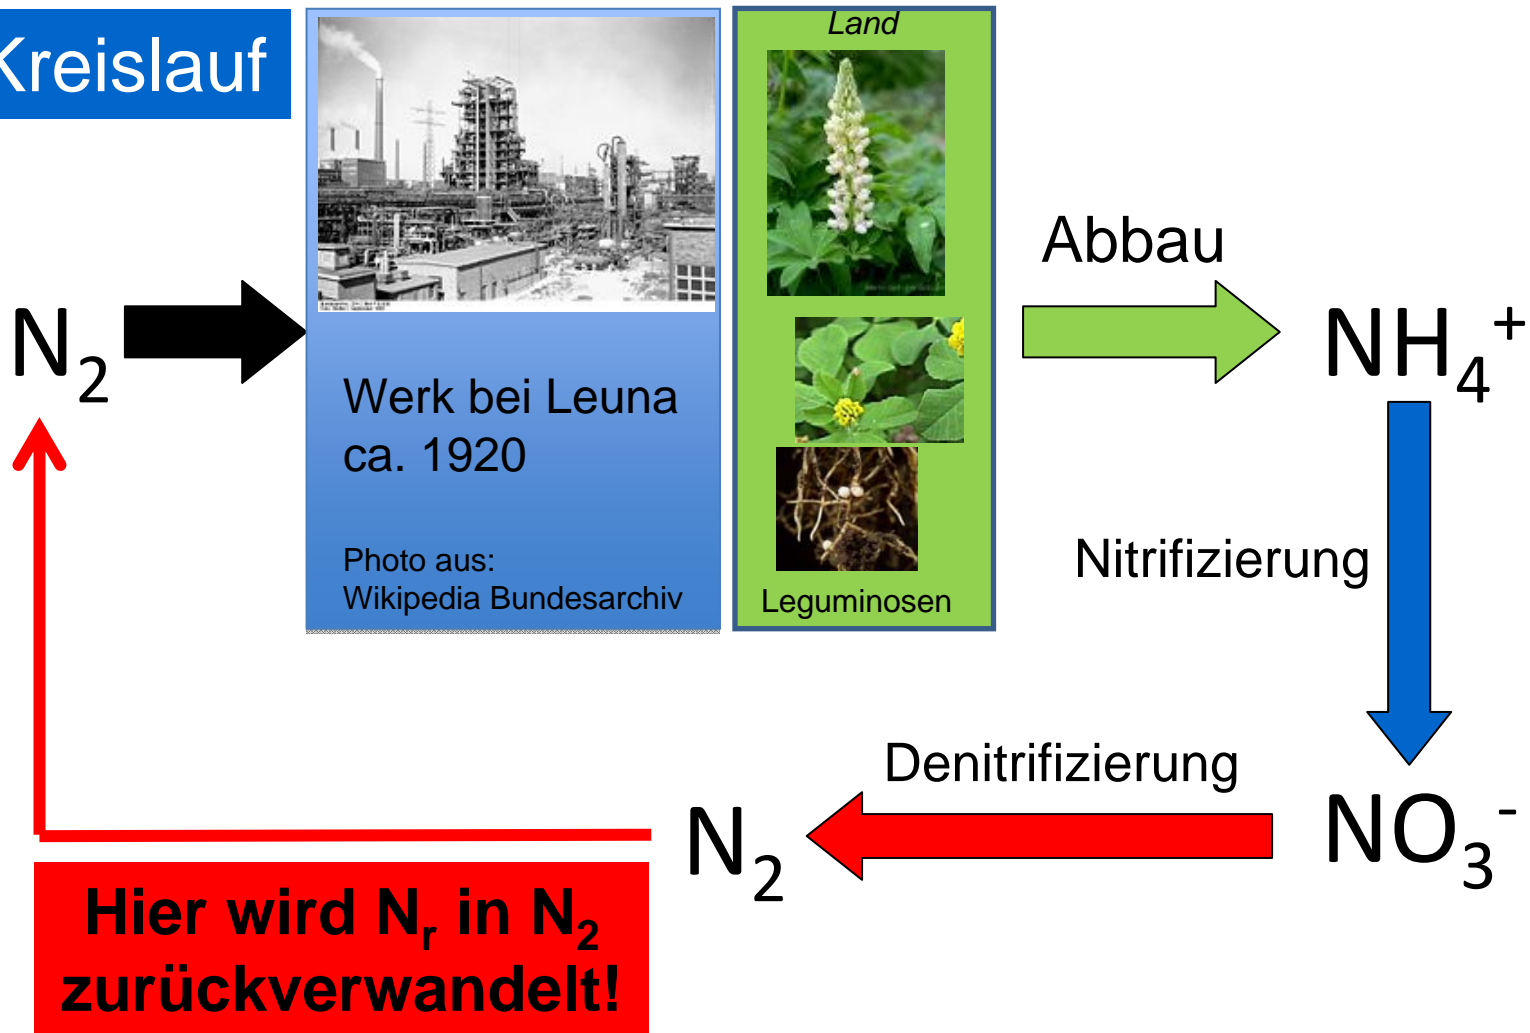 Kreislauf
Land
Abbau
N₂
NH₄⁺
Werk bei Leuna
ca. 1920
Photo aus:
Wikipedia Bundesarchiv
Leguminosen
Nitrifizierung
Denitrifizierung
N₂
NO₃⁻
Hier wird Nᵣ in N₂
zurückverwandelt!